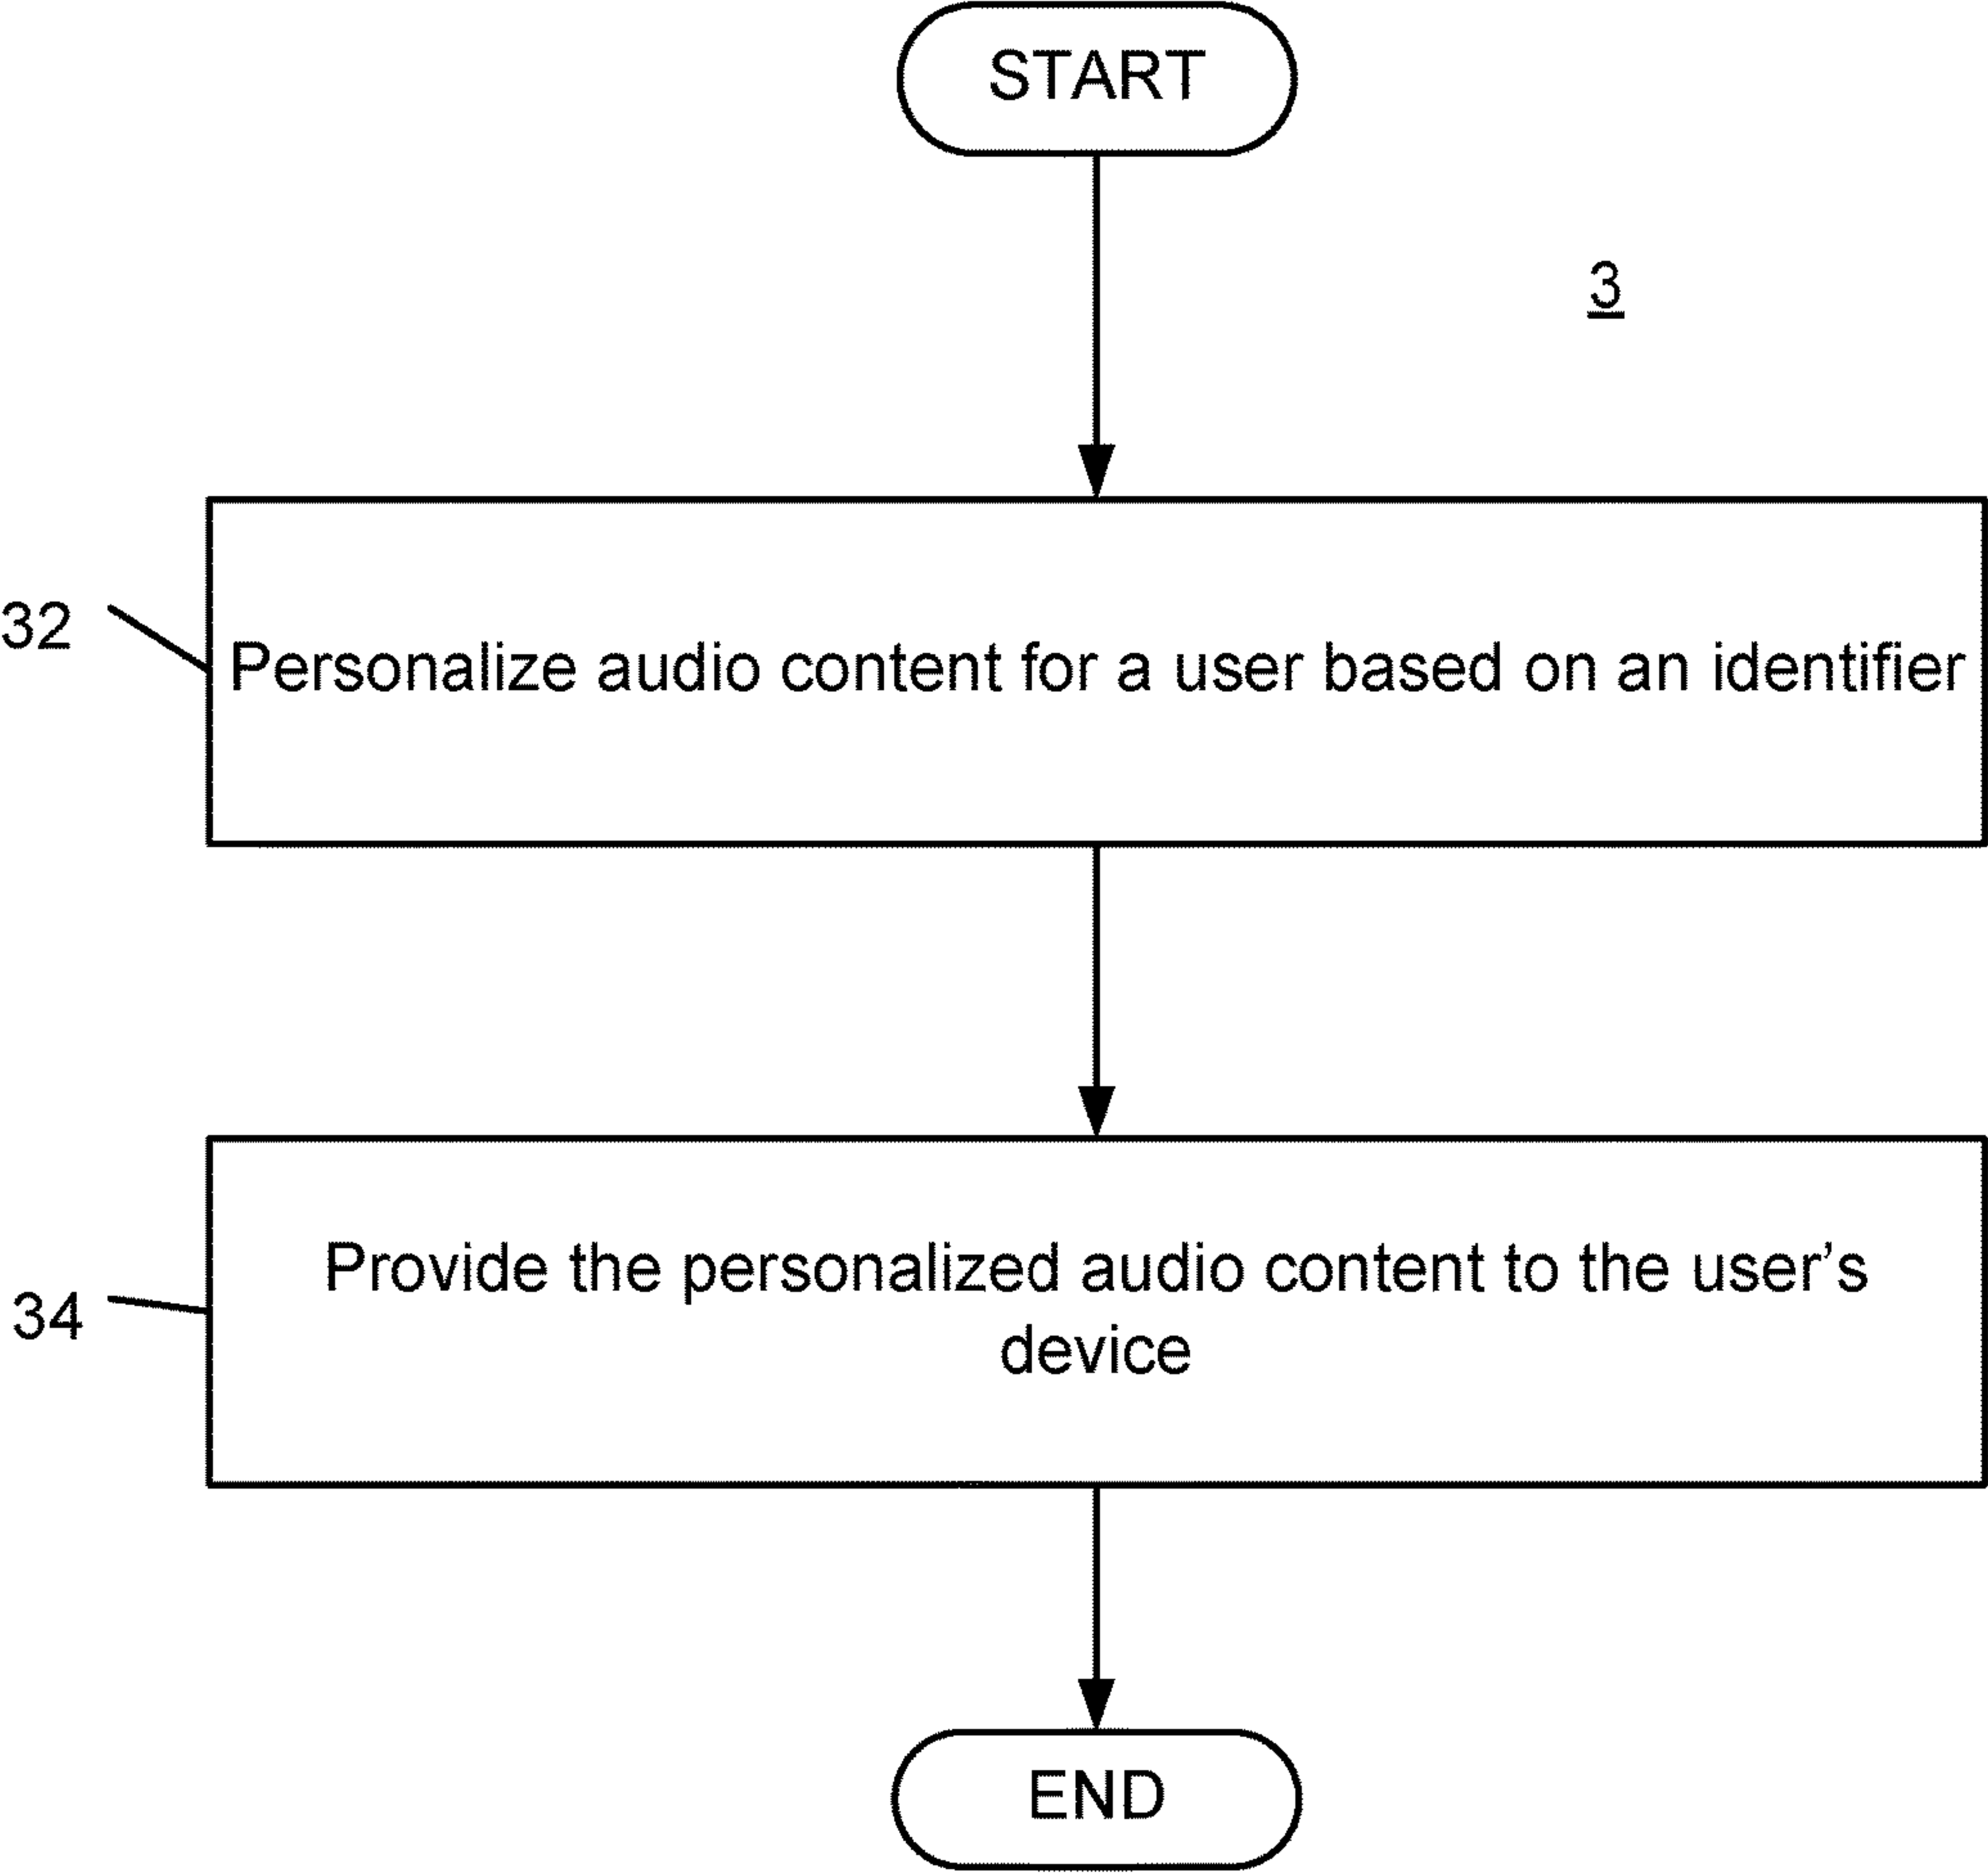 START
3
32
Personalize audio content for a user based on an identifier
34
Provide the personalized audio content to the user’s
device
END